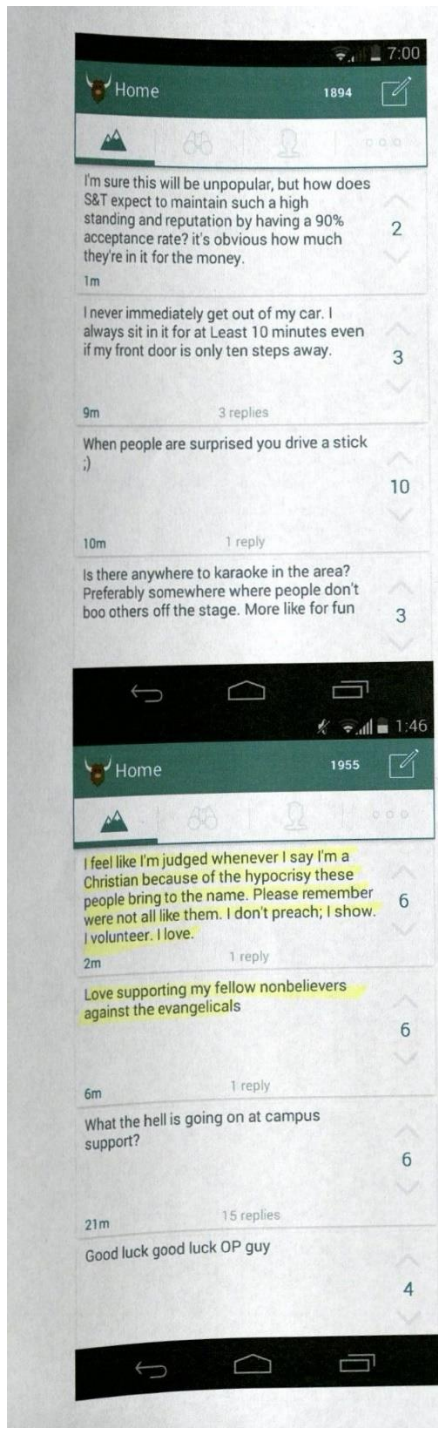 7:00
Home 1894
I'm sure this will be unpopular, but how does
S&T expect to maintain such a high
standing and reputation by having a 90%
acceptance rate? it's obvious how much
they're in it for the money.
2
1m
I never immediately get out of my car. I
always sit in it for at Least 10 minutes even
if my front door is only ten steps away.
3
9m 3 replies
When people are surprised you drive a stick
;)
10
10m 1 reply
Is there anywhere to karaoke in the area?
Preferably somewhere where people don't
boo others off the stage. More like for fun
3
1:46
Home 1955
I feel like I'm judged whenever I say I'm a
Christian because of the hypocrisy these
people bring to the name. Please remember
were not all like them. I don't preach; I show.
I volunteer. I love.
6
2m 1 reply
Love supporting my fellow nonbelievers
against the evangelicals
6
6m 1 reply
What the hell is going on at campus
support?
6
21m 15 replies
Good luck good luck OP guy
4